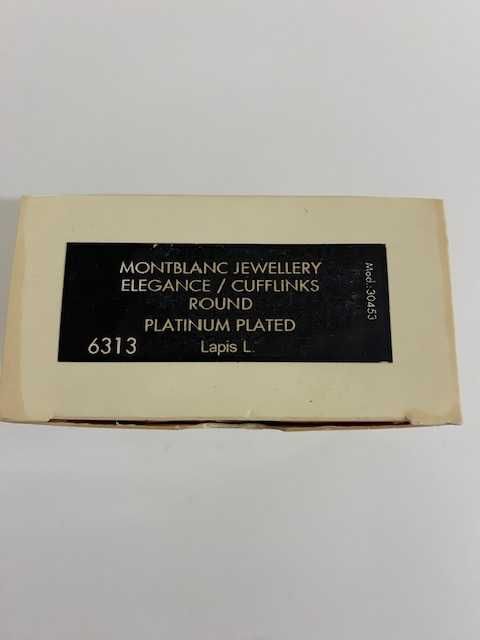 MONTBLANC JEWELLERY
ELEGANCE / CUFFLINKS
ROUND
PLATINUM PLATED
6313 Lapis L.
Mod.:30453